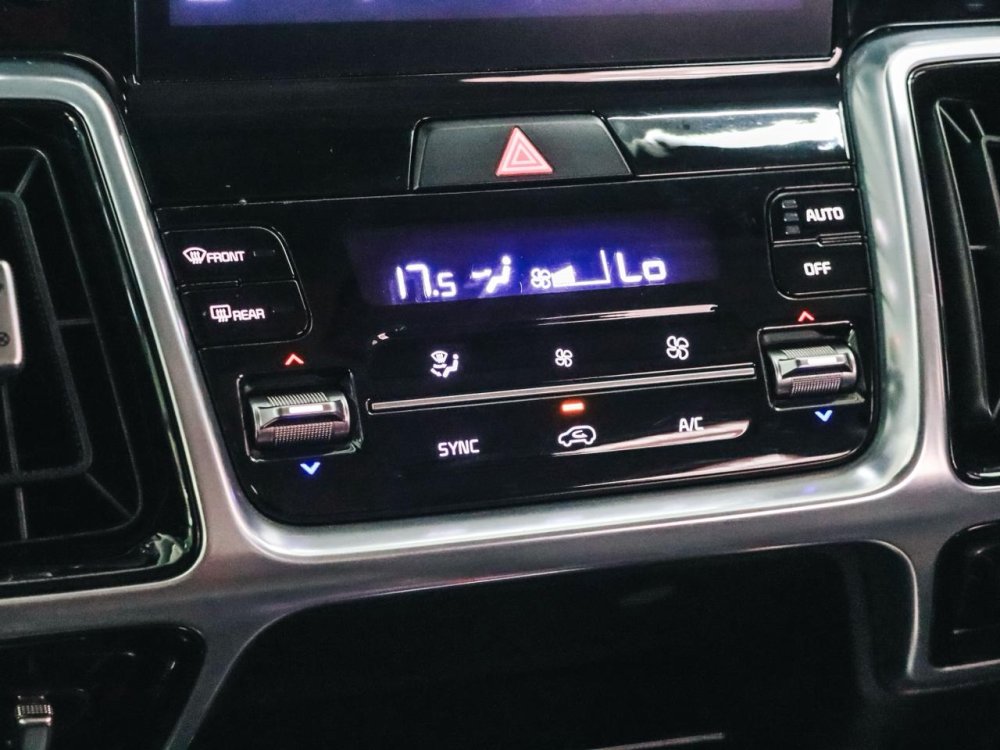 FRONT
AUTO
17.5 Lo
OFF
REAR
SYNC
A/C